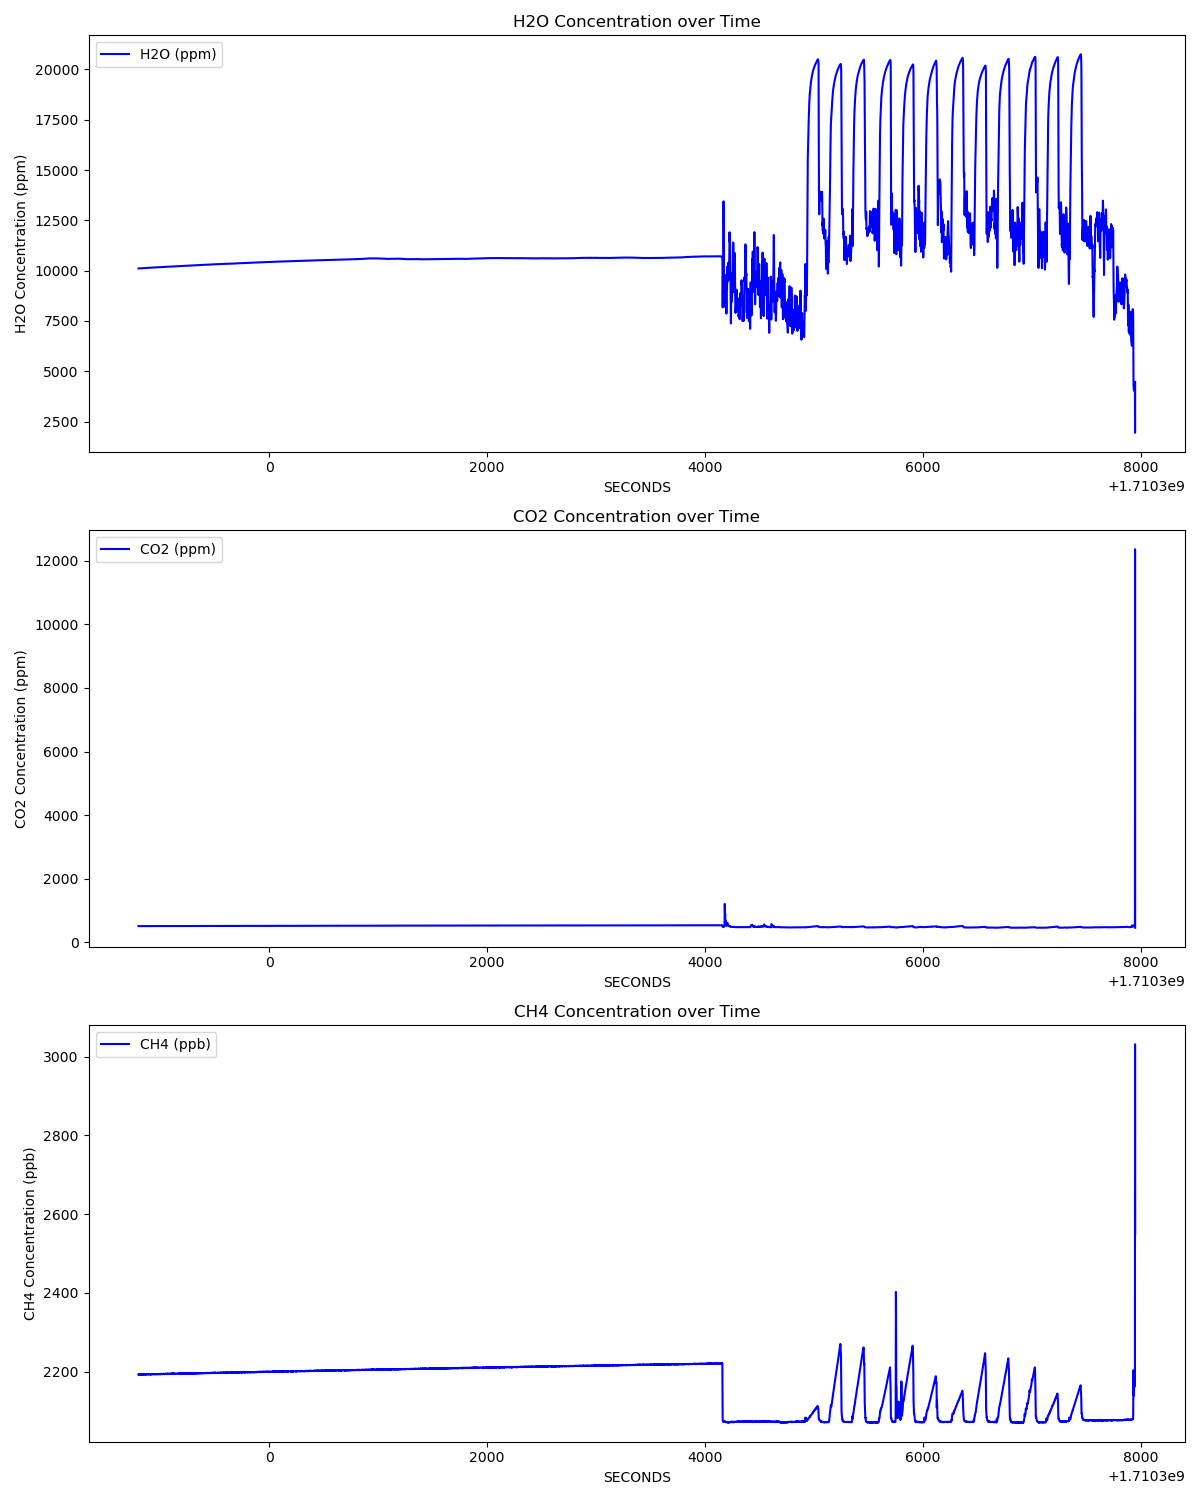 H2O Concentration over Time
H2O (ppm)
20000
17500
15000
12500
10000
7500
5000
2500
H2O Concentration (ppm)
0 2000 4000 6000 8000
SECONDS
+1.7103e9
CO2 Concentration over Time
CO2 (ppm)
12000
10000
8000
6000
4000
2000
0
CO2 Concentration (ppm)
0 2000 4000 6000 8000
SECONDS
+1.7103e9
CH4 Concentration over Time
CH4 (ppb)
3000
2800
2600
2400
2200
CH4 Concentration (ppb)
0 2000 4000 6000 8000
SECONDS
+1.7103e9